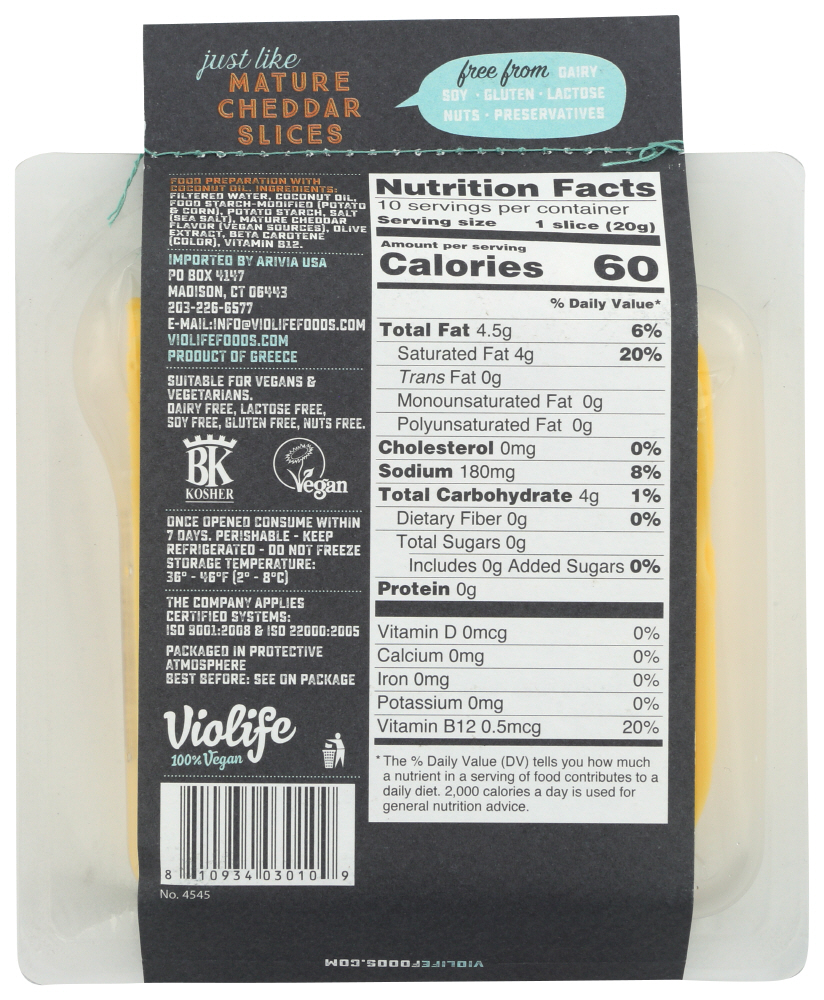 just like
MATURE
CHEDDAR
SLICES
free from DAIRY
SOY · GLUTEN · LACTOSE
NUTS · PRESERVATIVES
FOOD PREPARATION WITH
COCONUT OIL. INGREDIENTS:
FILTERED WATER, COCONUT OIL,
FOOD STARCH-MODIFIED (POTATO
& CORN), POTATO STARCH, SALT
(SEA SALT), MATURE CHEDDAR
FLAVOR (VEGAN SOURCES), OLIVE
EXTRACT, BETA CAROTENE
(COLOR), VITAMIN B12.
IMPORTED BY ARIVIA USA
PO BOX 4147
MADISON, CT 06443
203-226-6577
E-MAIL:INFO@VIOLIFEFOODS.COM
VIOLIFEFOODS.COM
PRODUCT OF GREECE
SUITABLE FOR VEGANS &
VEGETARIANS.
DAIRY FREE, LACTOSE FREE,
SOY FREE, GLUTEN FREE, NUTS FREE.
BK
KOSHER
Vegan
ONCE OPENED CONSUME WITHIN
7 DAYS. PERISHABLE - KEEP
REFRIGERATED - DO NOT FREEZE
STORAGE TEMPERATURE:
36° - 46°F (2° - 8°C)
THE COMPANY APPLIES
CERTIFIED SYSTEMS:
ISO 9001:2008 & ISO 22000:2005
PACKAGED IN PROTECTIVE
ATMOSPHERE
BEST BEFORE: SEE ON PACKAGE
Violife
100% Vegan
8 10934 03010 9
No. 4545
Nutrition Facts
10 servings per container
Serving size 1 slice (20g)
Amount per serving
Calories 60
% Daily Value*
Total Fat 4.5g 6%
Saturated Fat 4g 20%
Trans Fat 0g
Monounsaturated Fat 0g
Polyunsaturated Fat 0g
Cholesterol 0mg 0%
Sodium 180mg 8%
Total Carbohydrate 4g 1%
Dietary Fiber 0g 0%
Total Sugars 0g
Includes 0g Added Sugars 0%
Protein 0g
Vitamin D 0mcg 0%
Calcium 0mg 0%
Iron 0mg 0%
Potassium 0mg 0%
Vitamin B12 0.5mcg 20%
* The % Daily Value (DV) tells you how much
a nutrient in a serving of food contributes to a
daily diet. 2,000 calories a day is used for
general nutrition advice.
VIOLIFEFOODS.COM